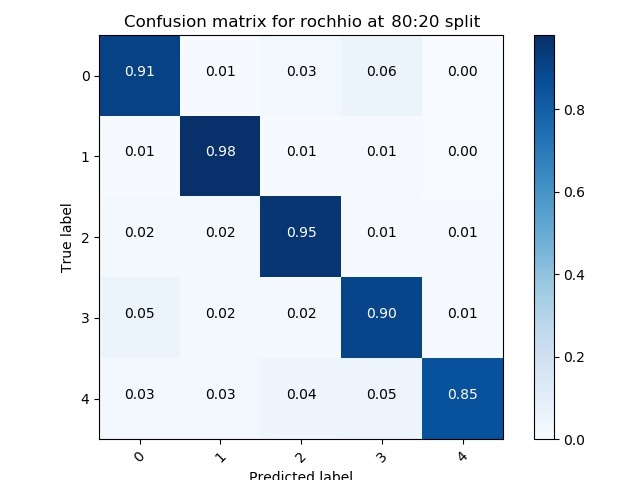 Confusion matrix for rochhio at 80:20 split
0 0.91 0.01 0.03 0.06 0.00
1 0.01 0.98 0.01 0.01 0.00
2 0.02 0.02 0.95 0.01 0.01
3 0.05 0.02 0.02 0.90 0.01
4 0.03 0.03 0.04 0.05 0.85
0 1 2 3 4
True label
Predicted label
0.8
0.6
0.4
0.2
0.0